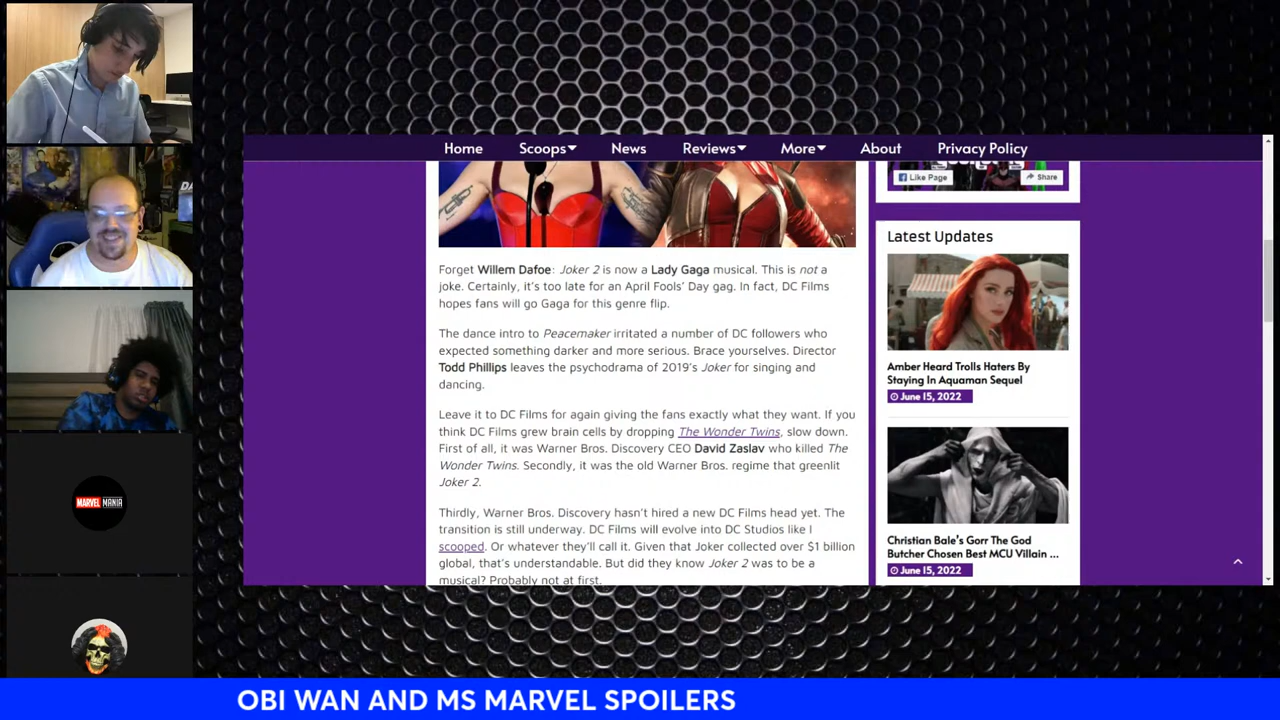 Home Scoops News Reviews More About Privacy Policy
Like Page Share
Forget Willem Dafoe: Joker 2 is now a Lady Gaga musical. This is not a
joke. Certainly, it's too late for an April Fools' Day gag. In fact, DC Films
hopes fans will go Gaga for this genre flip.
The dance intro to Peacemaker irritated a number of DC followers who
expected something darker and more serious. Brace yourselves. Director
Todd Phillips leaves the psychodrama of 2019's Joker for singing and
dancing.
Leave it to DC Films for again giving the fans exactly what they want. If you
think DC Films grew brain cells by dropping The Wonder Twins, slow down.
First of all, it was Warner Bros. Discovery CEO David Zaslav who killed The
Wonder Twins. Secondly, it was the old Warner Bros. regime that greenlit
Joker 2.
Thirdly, Warner Bros. Discovery hasn't hired a new DC Films head yet. The
transition is still underway. DC Films will evolve into DC Studios like I
scooped. Or whatever they'll call it. Given that Joker collected over $1 billion
global, that's understandable. But did they know Joker 2 was to be a
musical? Probably not at first.
Latest Updates
Amber Heard Trolls Haters By
Staying In Aquaman Sequel
June 15, 2022
Christian Bale's Gorr The God
Butcher Chosen Best MCU Villain ...
June 15, 2022
MARVEL MANIA
OBI WAN AND MS MARVEL SPOILERS